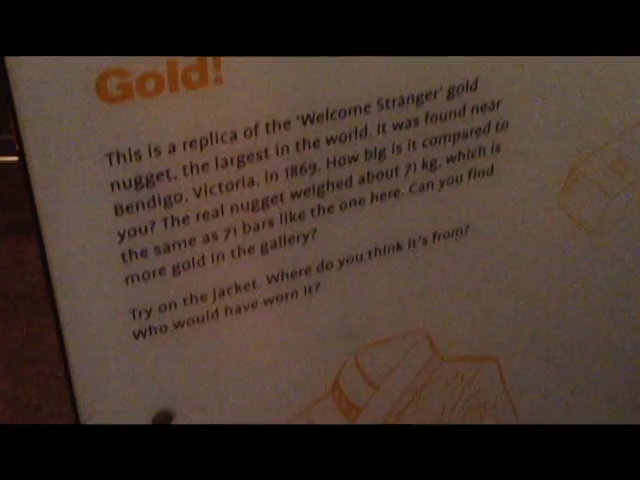 Gold!
This is a replica of the 'Welcome Stranger' gold
nugget, the largest in the world. It was found near
Bendigo, Victoria, in 1869. How big is it compared to
you? The real nugget weighed about 71 kg, which is
the same as 71 bars like the one here. Can you find
more gold in the gallery?
Try on the jacket. Where do you think it's from?
Who would have worn it?